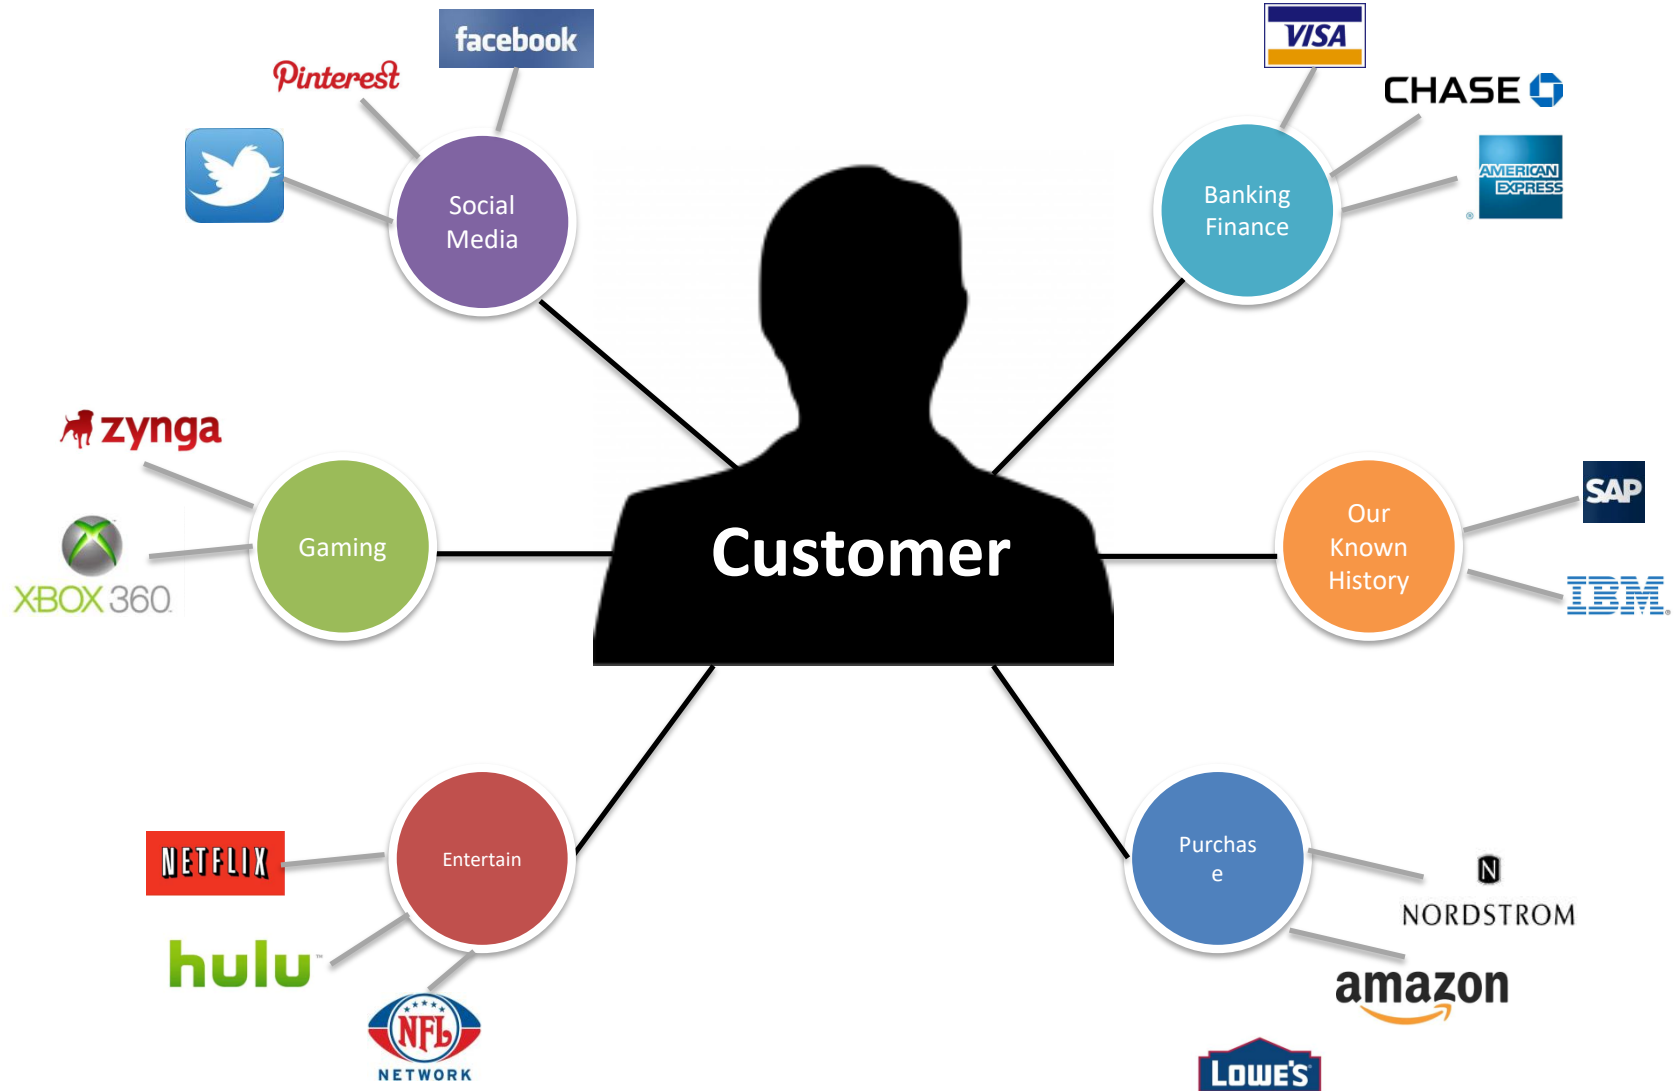 facebook
Pinterest
VISA
CHASE
AMERICAN
EXPRESS
®
Social
Media
Banking
Finance
zynga
XBOX 360
Gaming
Customer
Our
Known
History
SAP
IBM®
NETFLIX
hulu™
NFL
NETWORK
Entertain
Purchas
e
N
NORDSTROM
amazon
LOWE'S